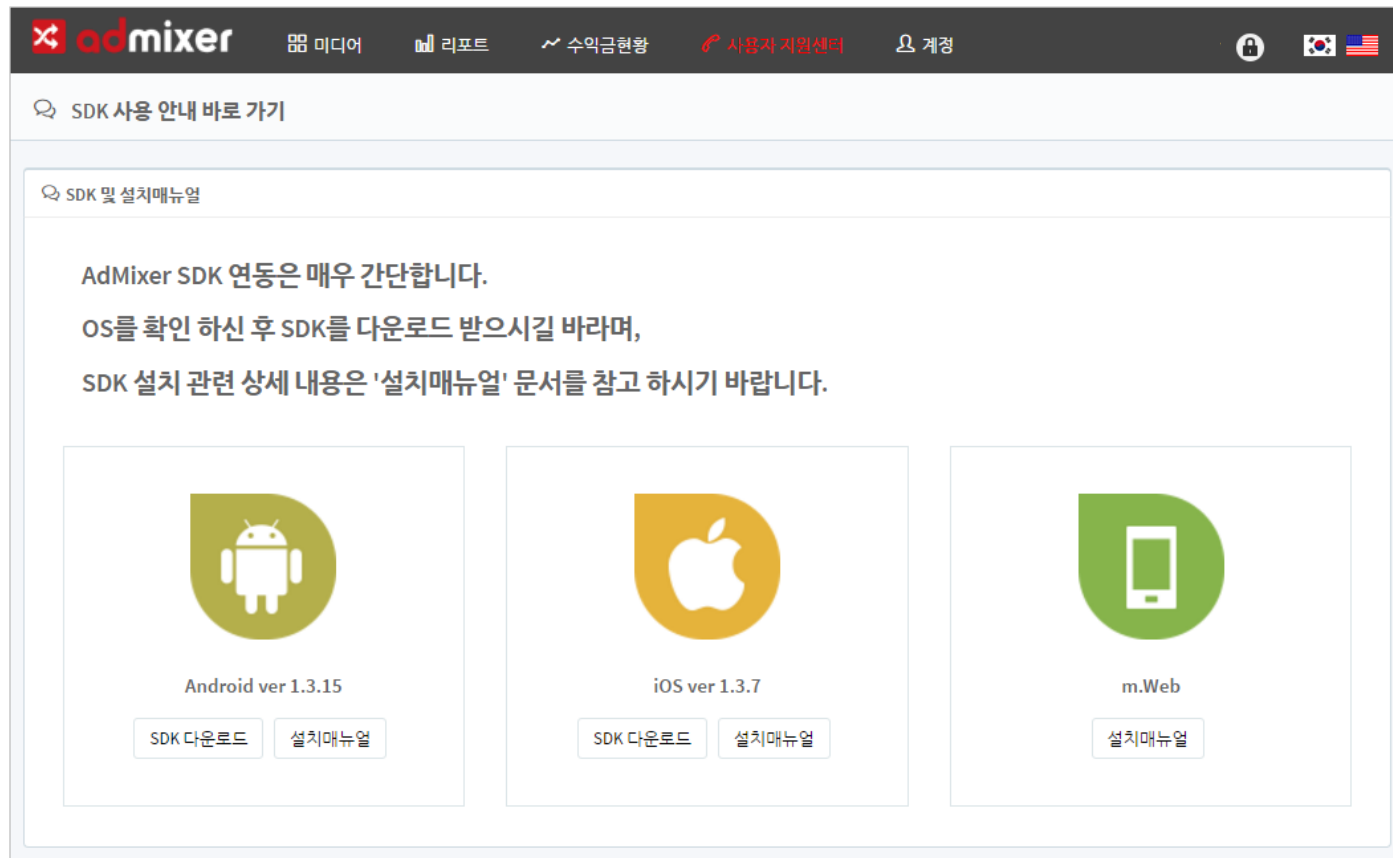 admixer 미디어 리포트 수익금현황 사용자 지원센터 계정
SDK 사용 안내 바로 가기
SDK 및 설치매뉴얼
AdMixer SDK 연동은 매우 간단합니다.
OS를 확인 하신 후 SDK를 다운로드 받으시길 바라며,
SDK 설치 관련 상세 내용은 '설치매뉴얼' 문서를 참고 하시기 바랍니다.
Android ver 1.3.15
SDK 다운로드 설치매뉴얼
iOS ver 1.3.7
SDK 다운로드 설치매뉴얼
m.Web
설치매뉴얼